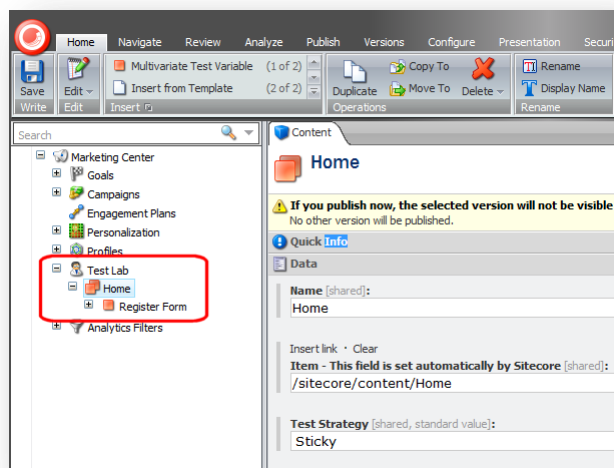 Home Navigate Review Analyze Publish Versions Configure Presentation Securi
Save
Write
Edit
Edit
Multivariate Test Variable (1 of 2)
Insert from Template (2 of 2)
Insert
Duplicate
Copy To
Move To
Delete
Operations
Rename
Display Name
Rename
Search
Marketing Center
Goals
Campaigns
Engagement Plans
Personalization
Profiles
Test Lab
Home
Register Form
Analytics Filters
Content
Home
If you publish now, the selected version will not be visible
No other version will be published.
Quick Info
Data
Name [shared]:
Home
Insert link · Clear
Item - This field is set automatically by Sitecore [shared]:
/sitecore/content/Home
Test Strategy [shared, standard value]:
Sticky